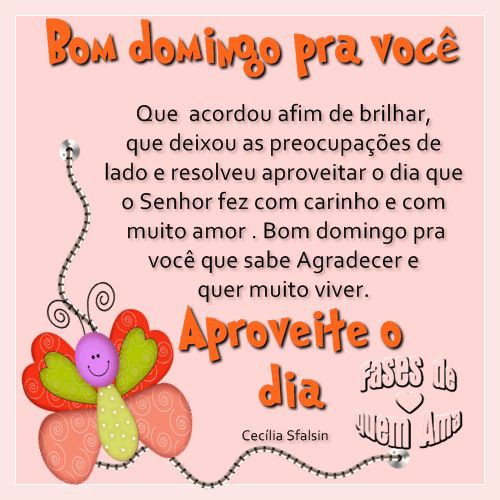 Bom domingo pra você
Que acordou afim de brilhar,
que deixou as preocupações de
lado e resolveu aproveitar o dia que
o Senhor fez com carinho e com
muito amor . Bom domingo pra
você que sabe Agradecer e
quer muito viver.
Aproveite o
dia
Cecília Sfalsin
fases de
quem Ama